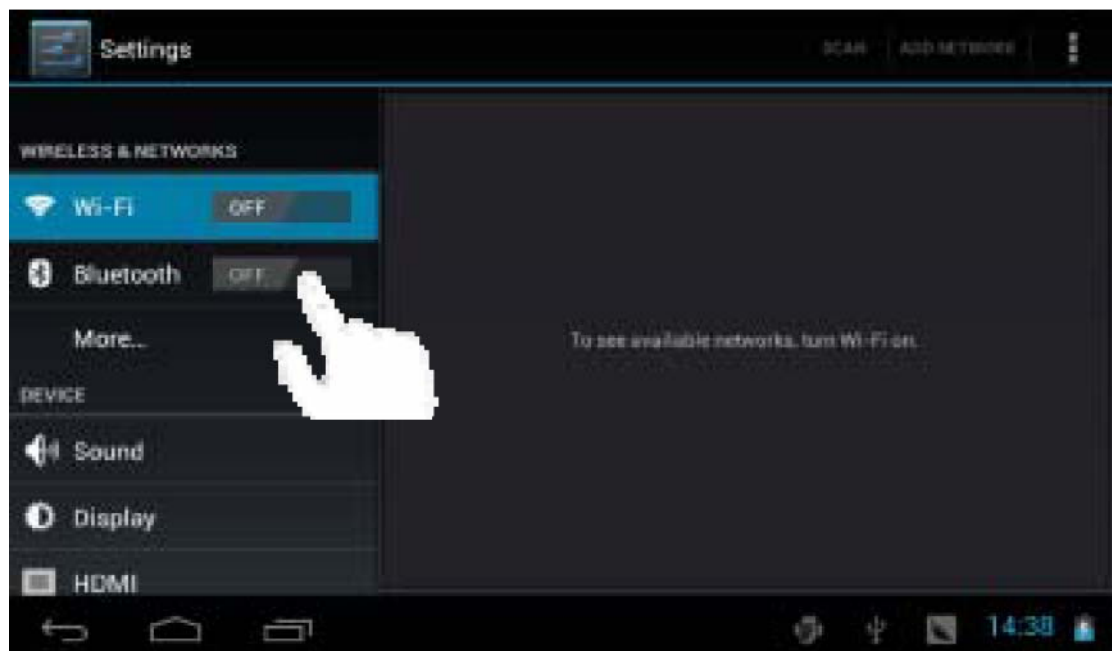 Settings
SCAN ADD NETWORK
WIRELESS & NETWORKS
Wi-Fi OFF
Bluetooth OFF
More...
To see available networks, turn Wi-Fi on.
DEVICE
Sound
Display
HDMI
14:38